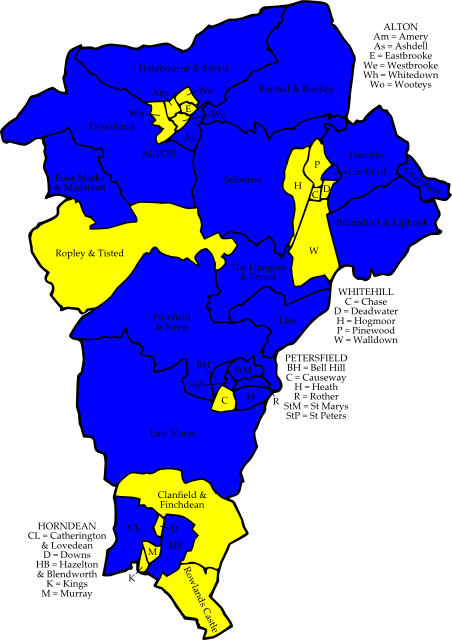 ALTON
Am = Amery
As = Ashdell
E = Eastbrooke
We = Westbrooke
Wh = Whitedown
Wo = Wooteys
Holybourne & Froyle
Binsted & Bentley
Am
Wo
E
Wh
We
As
Downland
ALTON
Four Marks
& Medstead
Selborne
Headley
Lindford
Grayshott
P
H
C
D
Bramshott & Liphook
W
Ropley & Tisted
The Hangers
& Forest
WHITEHILL
C = Chase
D = Deadwater
H = Hogmoor
P = Pinewood
W = Walldown
Froxfield
& Steep
Liss
PETERSFIELD
BH = Bell Hill
C = Causeway
H = Heath
R = Rother
StM = St Marys
StP = St Peters
BH
StM
StP
C
H
R
East Meon
Clanfield &
Finchdean
HORNDEAN
CL = Catherington
& Lovedean
D = Downs
HB = Hazelton
& Blendworth
K = Kings
M = Murray
CL
D
HB
M
K
Rowlands Castle